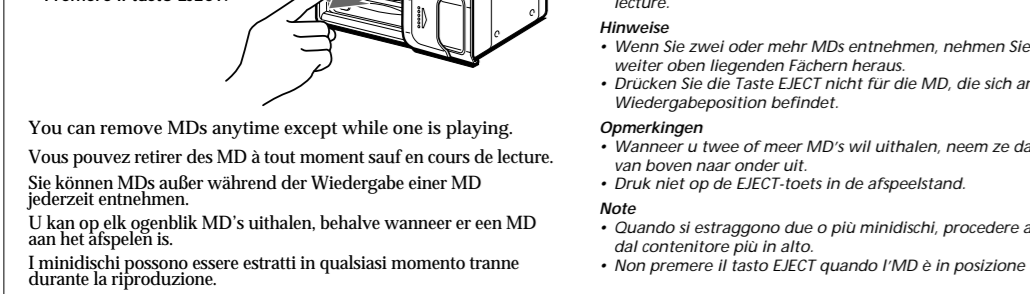 Premere il tasto EJECT.
You can remove MDs anytime except while one is playing.
Vous pouvez retirer des MD à tout moment sauf en cours de lecture.
Sie können MDs außer während der Wiedergabe einer MD
jederzeit entnehmen.
U kan op elk ogenblik MD's uithalen, behalve wanneer er een MD
aan het afspelen is.
I minidischi possono essere estratti in qualsiasi momento tranne
durante la riproduzione.
lecture.
Hinweise
• Wenn Sie zwei oder mehr MDs entnehmen, nehmen Sie
weiter oben liegenden Fächern heraus.
• Drücken Sie die Taste EJECT nicht für die MD, die sich
Wiedergabeposition befindet.
Opmerkingen
• Wanneer u twee of meer MD's wil uithalen, neem ze
van boven naar onder uit.
• Druk niet op de EJECT-toets in de afspeelstand.
Note
• Quando si estraggono due o più minidischi, procedere
dal contenitore più in alto.
• Non premere il tasto EJECT quando l'MD è in posizione